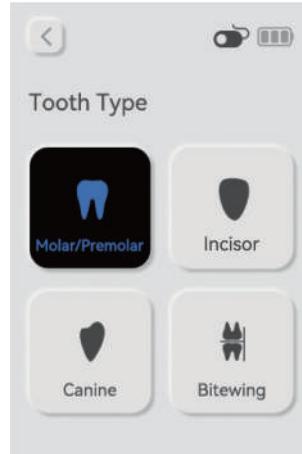 Tooth Type
Molar/Premolar
Incisor
Canine
Bitewing